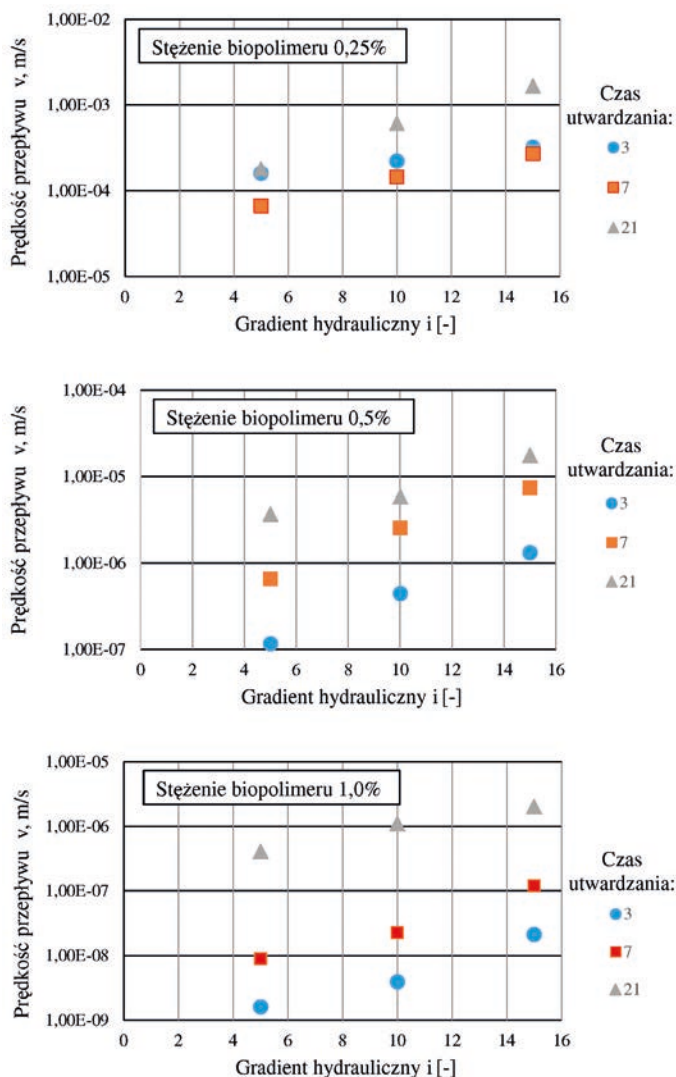 Stężenie biopolimeru 0,25%
Prędkość przepływu v, m/s
1,00E-02
1,00E-03
1,00E-04
1,00E-05
0 2 4 6 8 10 12 14 16
Gradient hydrauliczny i [-]
Czas
utwardzania:
3
7
21
Stężenie biopolimeru 0,5%
Prędkość przepływu v, m/s
1,00E-04
1,00E-05
1,00E-06
1,00E-07
0 2 4 6 8 10 12 14 16
Gradient hydrauliczny i [-]
Czas
utwardzania:
3
7
21
Stężenie biopolimeru 1,0%
Prędkość przepływu v, m/s
1,00E-05
1,00E-06
1,00E-07
1,00E-08
1,00E-09
0 2 4 6 8 10 12 14 16
Gradient hydrauliczny i [-]
Czas
utwardzania:
3
7
21